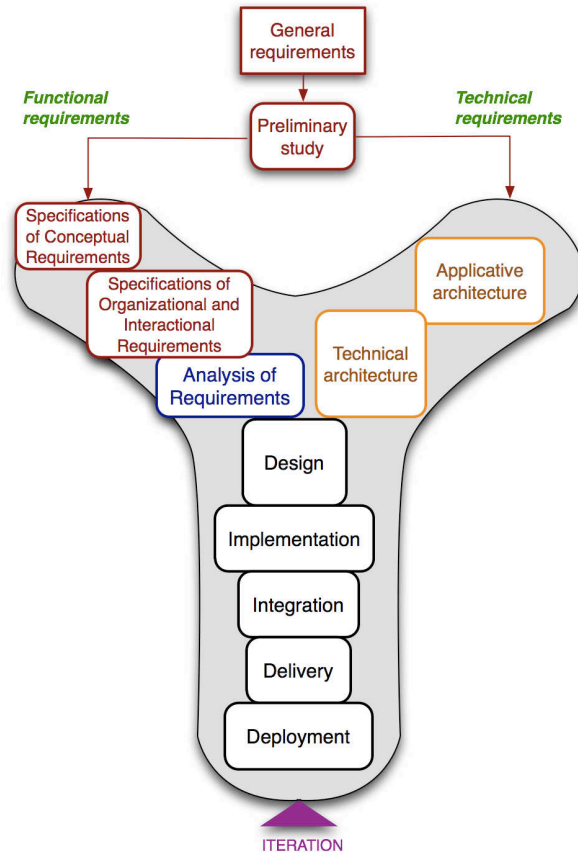 General
requirements
Functional
requirements
Technical
requirements
Preliminary
study
Specifications
of Conceptual
Requirements
Applicative
architecture
Specifications of
Organizational and
Interactional
Requirements
Technical
architecture
Analysis of
Requirements
Design
Implementation
Integration
Delivery
Deployment
ITERATION